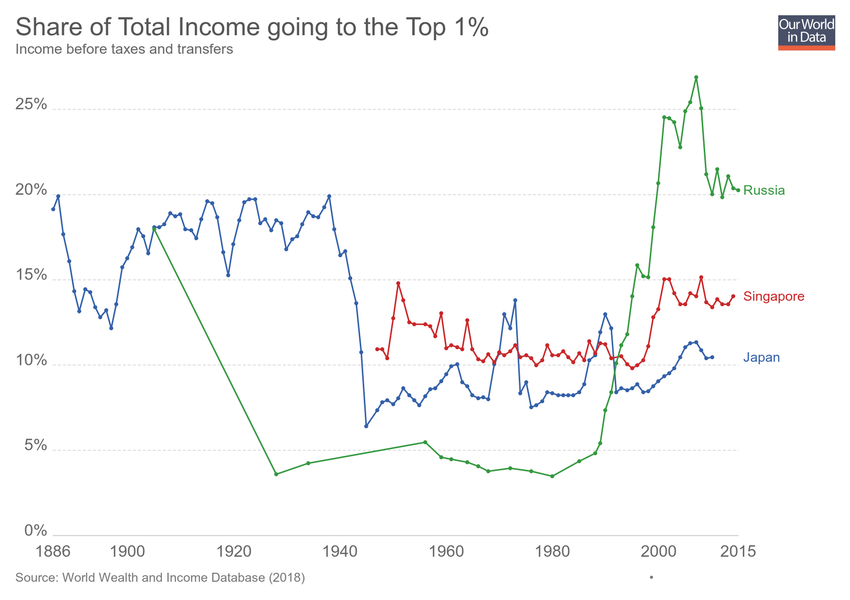 Share of Total Income going to the Top 1%
Income before taxes and transfers
Our World
in Data
25%
20%
15%
10%
5%
0%
Russia
Singapore
Japan
1886 1900 1920 1940 1960 1980 2000 2015
Source: World Wealth and Income Database (2018)